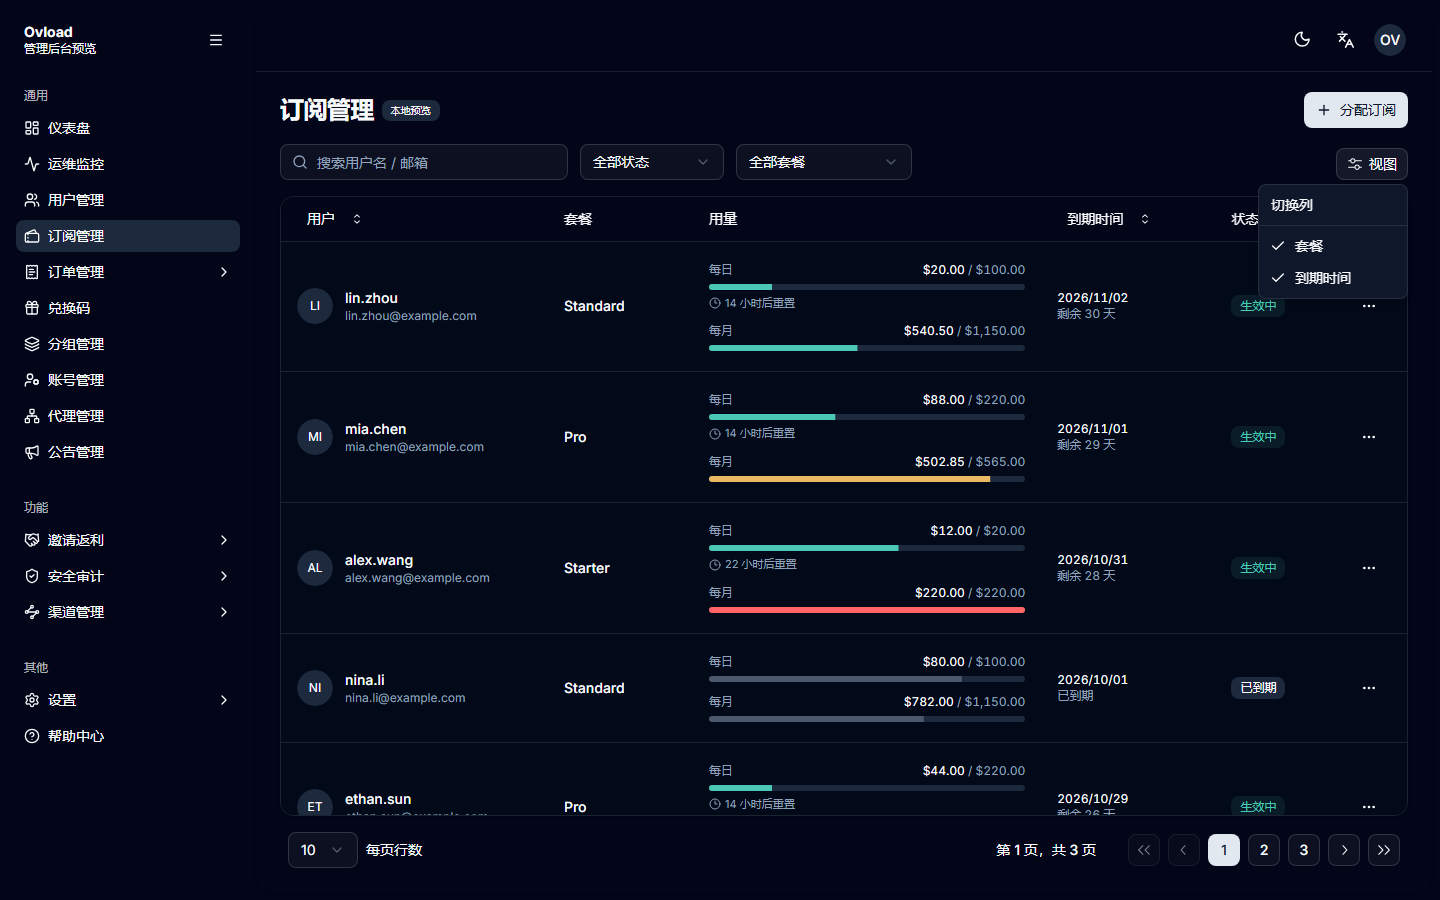 Ovload
管理后台预览
通用
仪表盘
运维监控
用户管理
订阅管理
订单管理
兑换码
分组管理
账号管理
代理管理
公告管理
功能
邀请返利
安全审计
渠道管理
其他
设置
帮助中心
OV
订阅管理 本地预览
分配订阅
搜索用户名 / 邮箱
全部状态
全部套餐
视图
切换列
套餐
到期时间
用户 套餐 用量 到期时间 状态
LI
lin.zhou
lin.zhou@example.com
Standard
每日 $20.00 / $100.00
14 小时后重置
每月 $540.50 / $1,150.00
2026/11/02
剩余 30 天
生效中
MI
mia.chen
mia.chen@example.com
Pro
每日 $88.00 / $220.00
14 小时后重置
每月 $502.85 / $565.00
2026/11/01
剩余 29 天
生效中
AL
alex.wang
alex.wang@example.com
Starter
每日 $12.00 / $20.00
22 小时后重置
每月 $220.00 / $220.00
2026/10/31
剩余 28 天
生效中
NI
nina.li
nina.li@example.com
Standard
每日 $80.00 / $100.00
每月 $782.00 / $1,150.00
2026/10/01
已到期
已到期
ET
ethan.sun
Pro
每日 $44.00 / $220.00
14 小时后重置
2026/10/29
剩余 26 天
生效中
10 每页行数
第 1 页，共 3 页
1 2 3